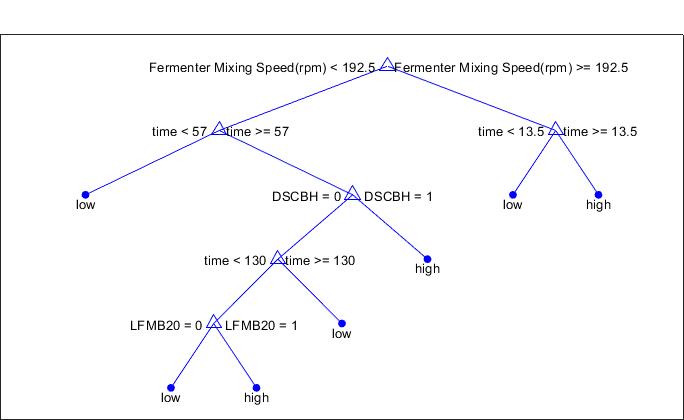 Fermenter Mixing Speed(rpm) < 192.5 Fermenter Mixing Speed(rpm) >= 192.5
time < 57 time >= 57 time < 13.5 time >= 13.5
low DSCBH = 0 DSCBH = 1 low high
time < 130 time >= 130 high
LFMB20 = 0 LFMB20 = 1 low
low high